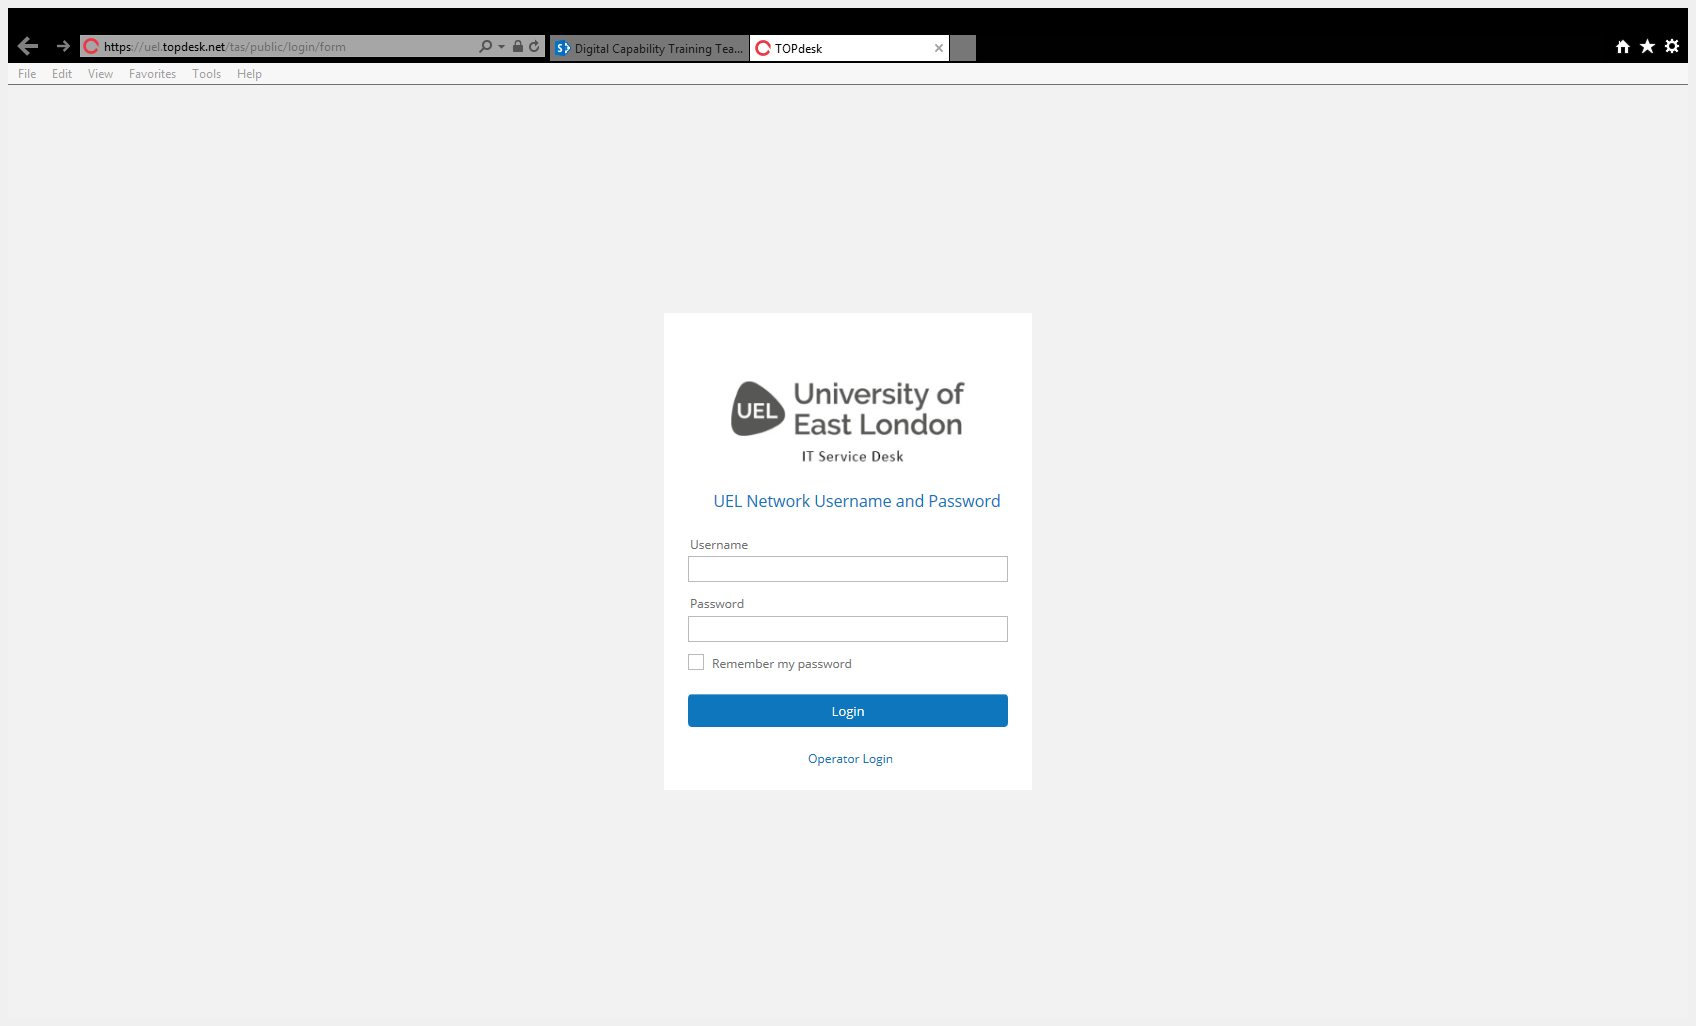 https://uel.topdesk.net/tas/public/login/form
Digital Capability Training Tea...
TOPdesk
File Edit View Favorites Tools Help
UEL
University of
East London
IT Service Desk
UEL Network Username and Password
Username
Password
Remember my password
Login
Operator Login